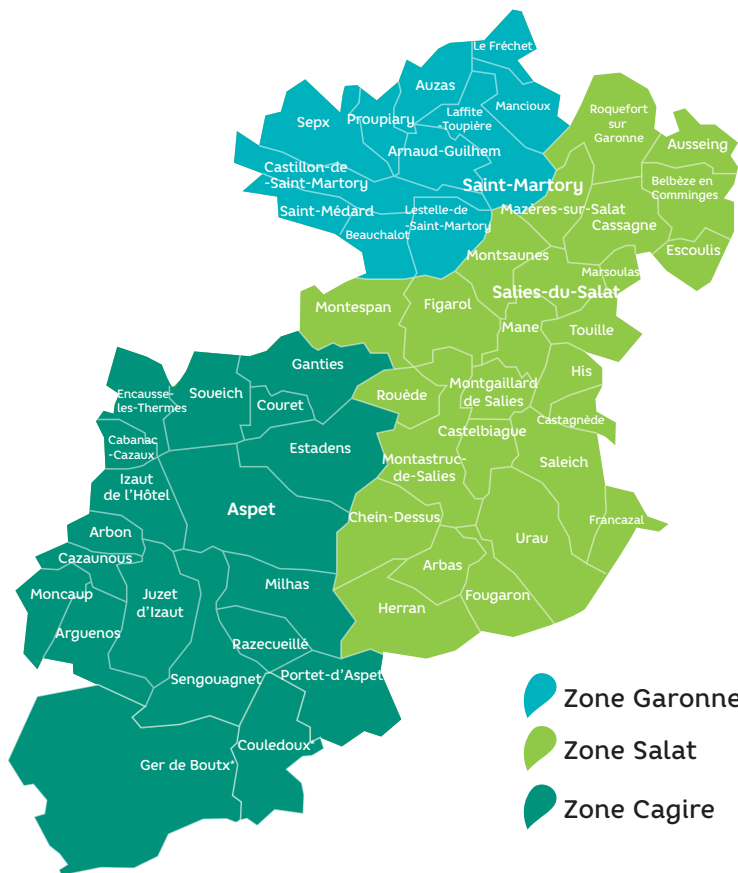 Le Fréchet
Auzas
Mancioux
Roquefort
sur
Garonne
Sepx
Proupiary
Laffite
-Toupière
Ausseing
Arnaud-Guilhem
Castillon-de-
-Saint-Martory
Saint-Martory
Belbèze en
Comminges
Saint-Médard
Lestelle-de-
-Saint-Martory
Mazères-sur-Salat
Cassagne
Beauchalot
Montsaunes
Escoulis
Marsoulas
Salies-du-Salat
Montespan
Figarol
Mane
Touille
Ganties
His
Encausse-
les-Thermes
Soueich
Couret
Rouède
Montgaillard
de Salies
Castagnède
Cabanac
-Cazaux
Estadens
Castelbiague
Montastruc-
de-Salies
Saleich
Izaut
de l'Hôtel
Aspet
Chein-Dessus
Francazal
Arbon
Urau
Cazaunous
Arbas
Moncaup
Juzet
d'Izaut
Milhas
Fougaron
Herran
Arguenos
Razecueillé
Sengouagnet
Portet-d'Aspet
Couledoux*
Ger de Boutx*
Zone Garonne
Zone Salat
Zone Cagire